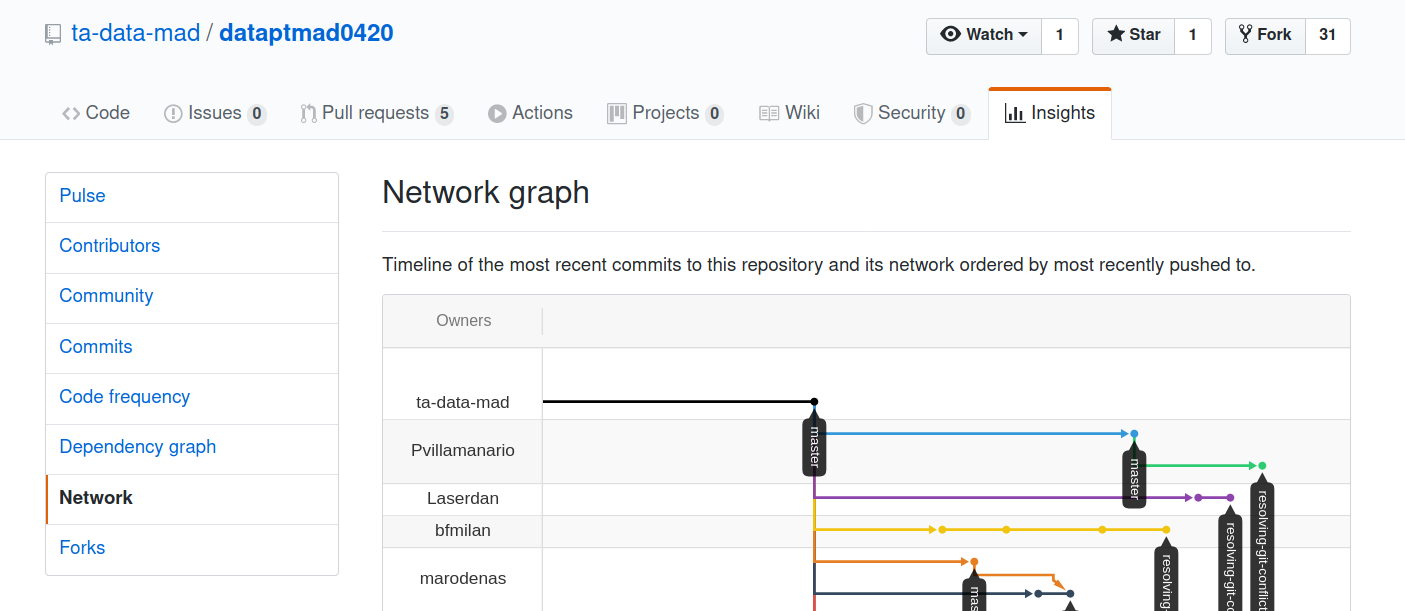 ta-data-mad / dataptmad0420
Watch 1 Star 1 Fork 31
Code Issues 0 Pull requests 5 Actions Projects 0 Wiki Security 0 Insights
Pulse
Contributors
Community
Commits
Code frequency
Dependency graph
Network
Forks
Network graph
Timeline of the most recent commits to this repository and its network ordered by most recently pushed to.
Owners
ta-data-mad
Pvillamanario
Laserdan
bfmilan
marodenas
master
master
resolving-git-conflict
resolving-git-co
resolving-
mas